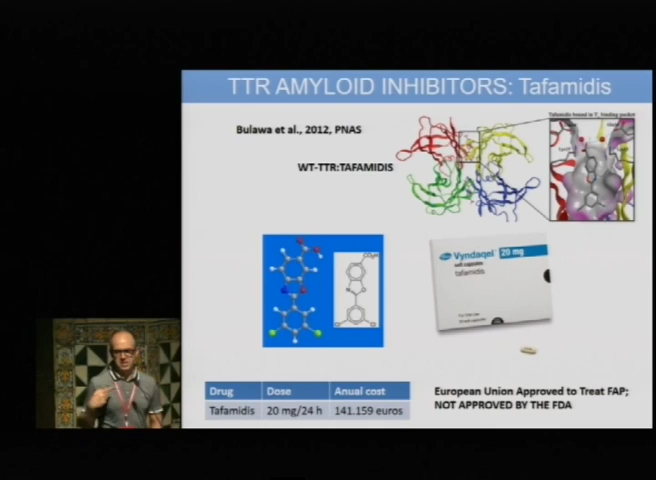 TTR AMYLOID INHIBITORS: Tafamidis
Bulawa et al., 2012, PNAS
WT-TTR:TAFAMIDIS
Vyndaqel 20 mg
soft capsules
tafamidis
Drug Dose Anual cost
Tafamidis 20 mg/24 h 141.159 euros
European Union Approved to Treat FAP;
NOT APPROVED BY THE FDA